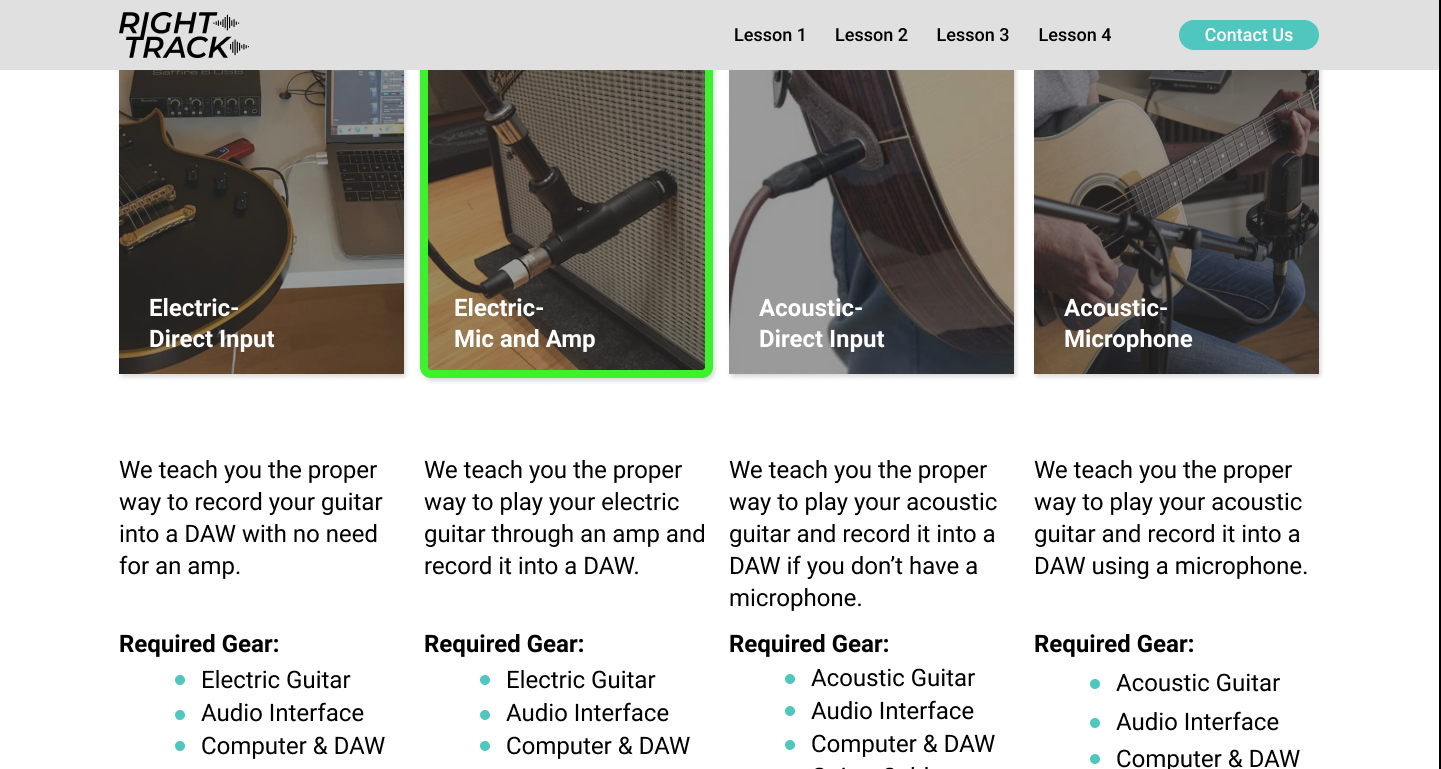 RIGHT
TRACK
Lesson 1
Lesson 2
Lesson 3
Lesson 4
Contact Us
Saffire 6 USB
Electric-
Direct Input
Electric-
Mic and Amp
Acoustic-
Direct Input
Acoustic-
Microphone
We teach you the proper
way to record your guitar
into a DAW with no need
for an amp.
Required Gear:
Electric Guitar
Audio Interface
Computer & DAW
We teach you the proper
way to play your electric
guitar through an amp and
record it into a DAW.
Required Gear:
Electric Guitar
Audio Interface
Computer & DAW
We teach you the proper
way to play your acoustic
guitar and record it into a
DAW if you don’t have a
microphone.
Required Gear:
Acoustic Guitar
Audio Interface
Computer & DAW
We teach you the proper
way to play your acoustic
guitar and record it into a
DAW using a microphone.
Required Gear:
Acoustic Guitar
Audio Interface
Computer & DAW